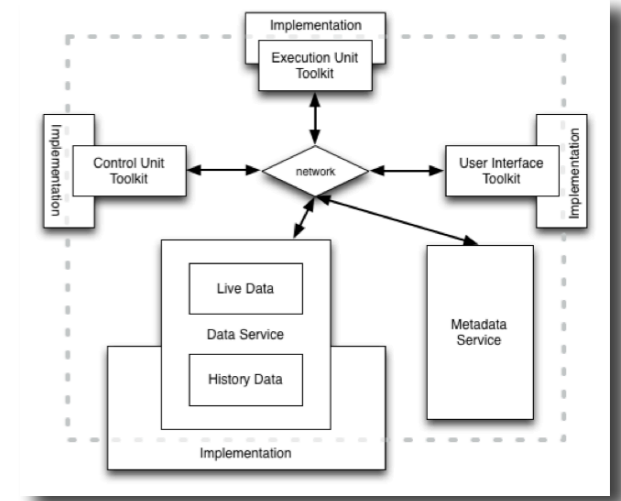 Implementation
Execution Unit
Toolkit
Implementation
Control Unit
Toolkit
network
User Interface
Toolkit
Implementation
Live Data
Data Service
History Data
Metadata
Service
Implementation